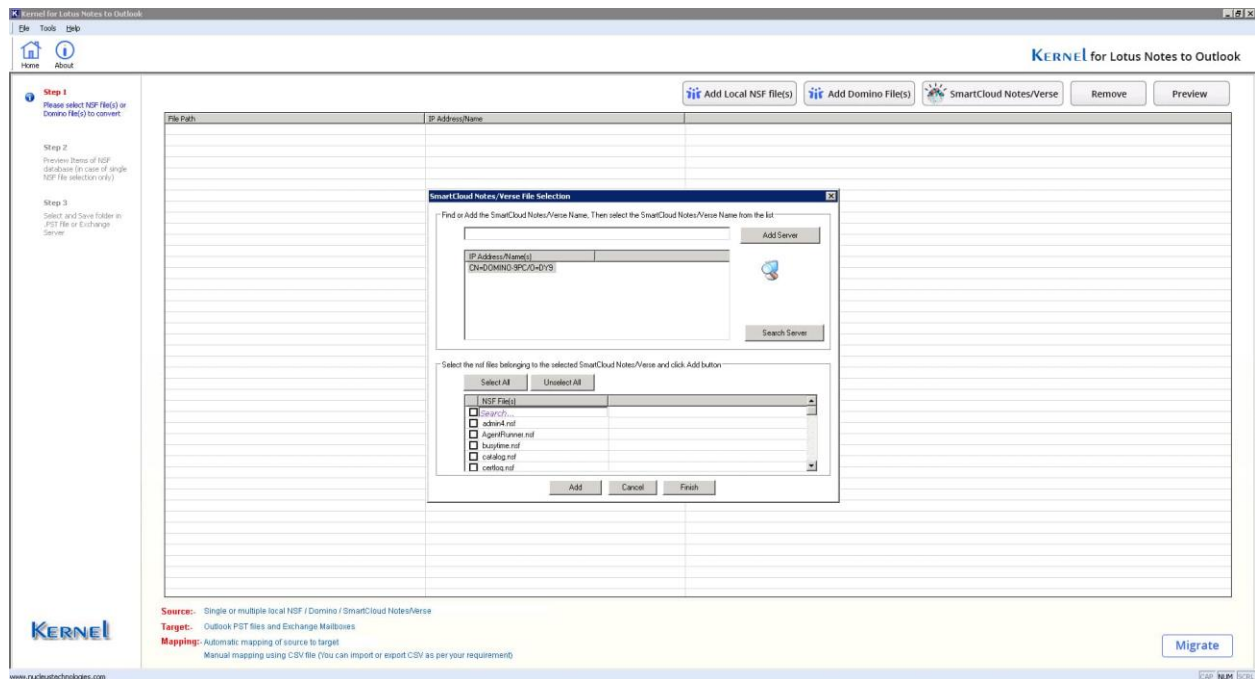 Kernel for Lotus Notes to Outlook
File Tools Help
Home About
KERNEL for Lotus Notes to Outlook
Step 1
Please select NSF file(s) or
Domino file(s) to convert
Step 2
Preview Items of NSF
database (in case of single
NSF file selection only)
Step 3
Select and Save folder in
.PST file or Exchange
Server
Add Local NSF file(s) Add Domino File(s) SmartCloud Notes/Verse Remove Preview
File Path IP Address/Name
SmartCloud Notes/Verse File Selection
Find or Add the SmartCloud Notes/Verse Name, Then select the SmartCloud Notes/Verse Name from the list
Add Server
IP Address/Name(s)
CN=DOMINO-9PC/O=DY9
Search Server
Select the nsf files belonging to the selected SmartCloud Notes/Verse and click Add button
Select All Unselect All
NSF File(s)
Search...
admin4.nsf
AgentRunner.nsf
busytime.nsf
catalog.nsf
certlog.nsf
Add Cancel Finish
Source:- Single or multiple local NSF / Domino / SmartCloud Notes/Verse
Target:- Outlook PST files and Exchange Mailboxes
Mapping:- Automatic mapping of source to target
Manual mapping using CSV file (You can import or export CSV as per your requirement)
KERNEL
Migrate
www.nucleustechnologies.com CAP NUM SCRL